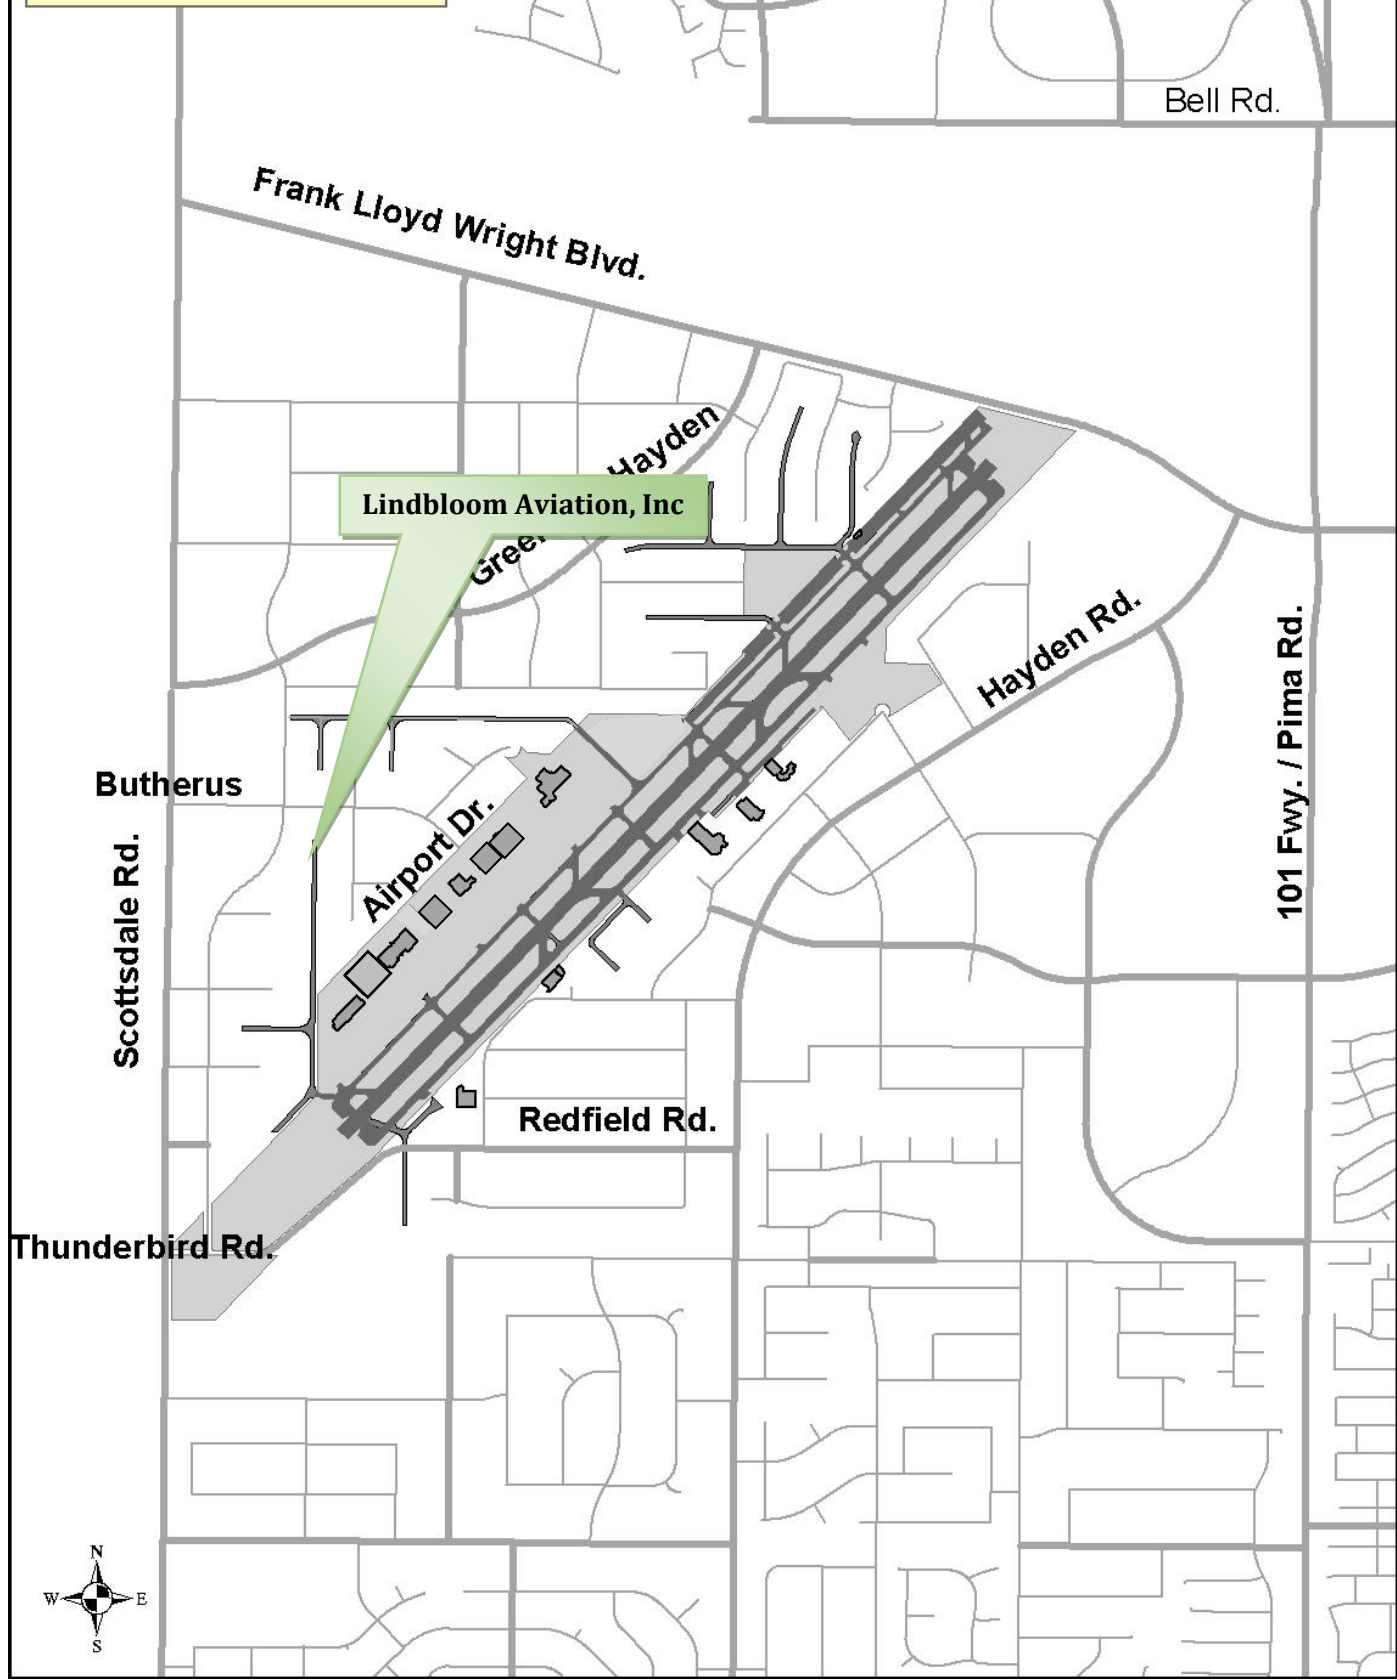 Bell Rd.
Frank Lloyd Wright Blvd.
Hayden
Lindbloom Aviation, Inc
Hayden Rd.
Butherus
Airport Dr.
Scottsdale Rd.
101 Fwy. / Pima Rd.
Redfield Rd.
Thunderbird Rd.
N
W E
S